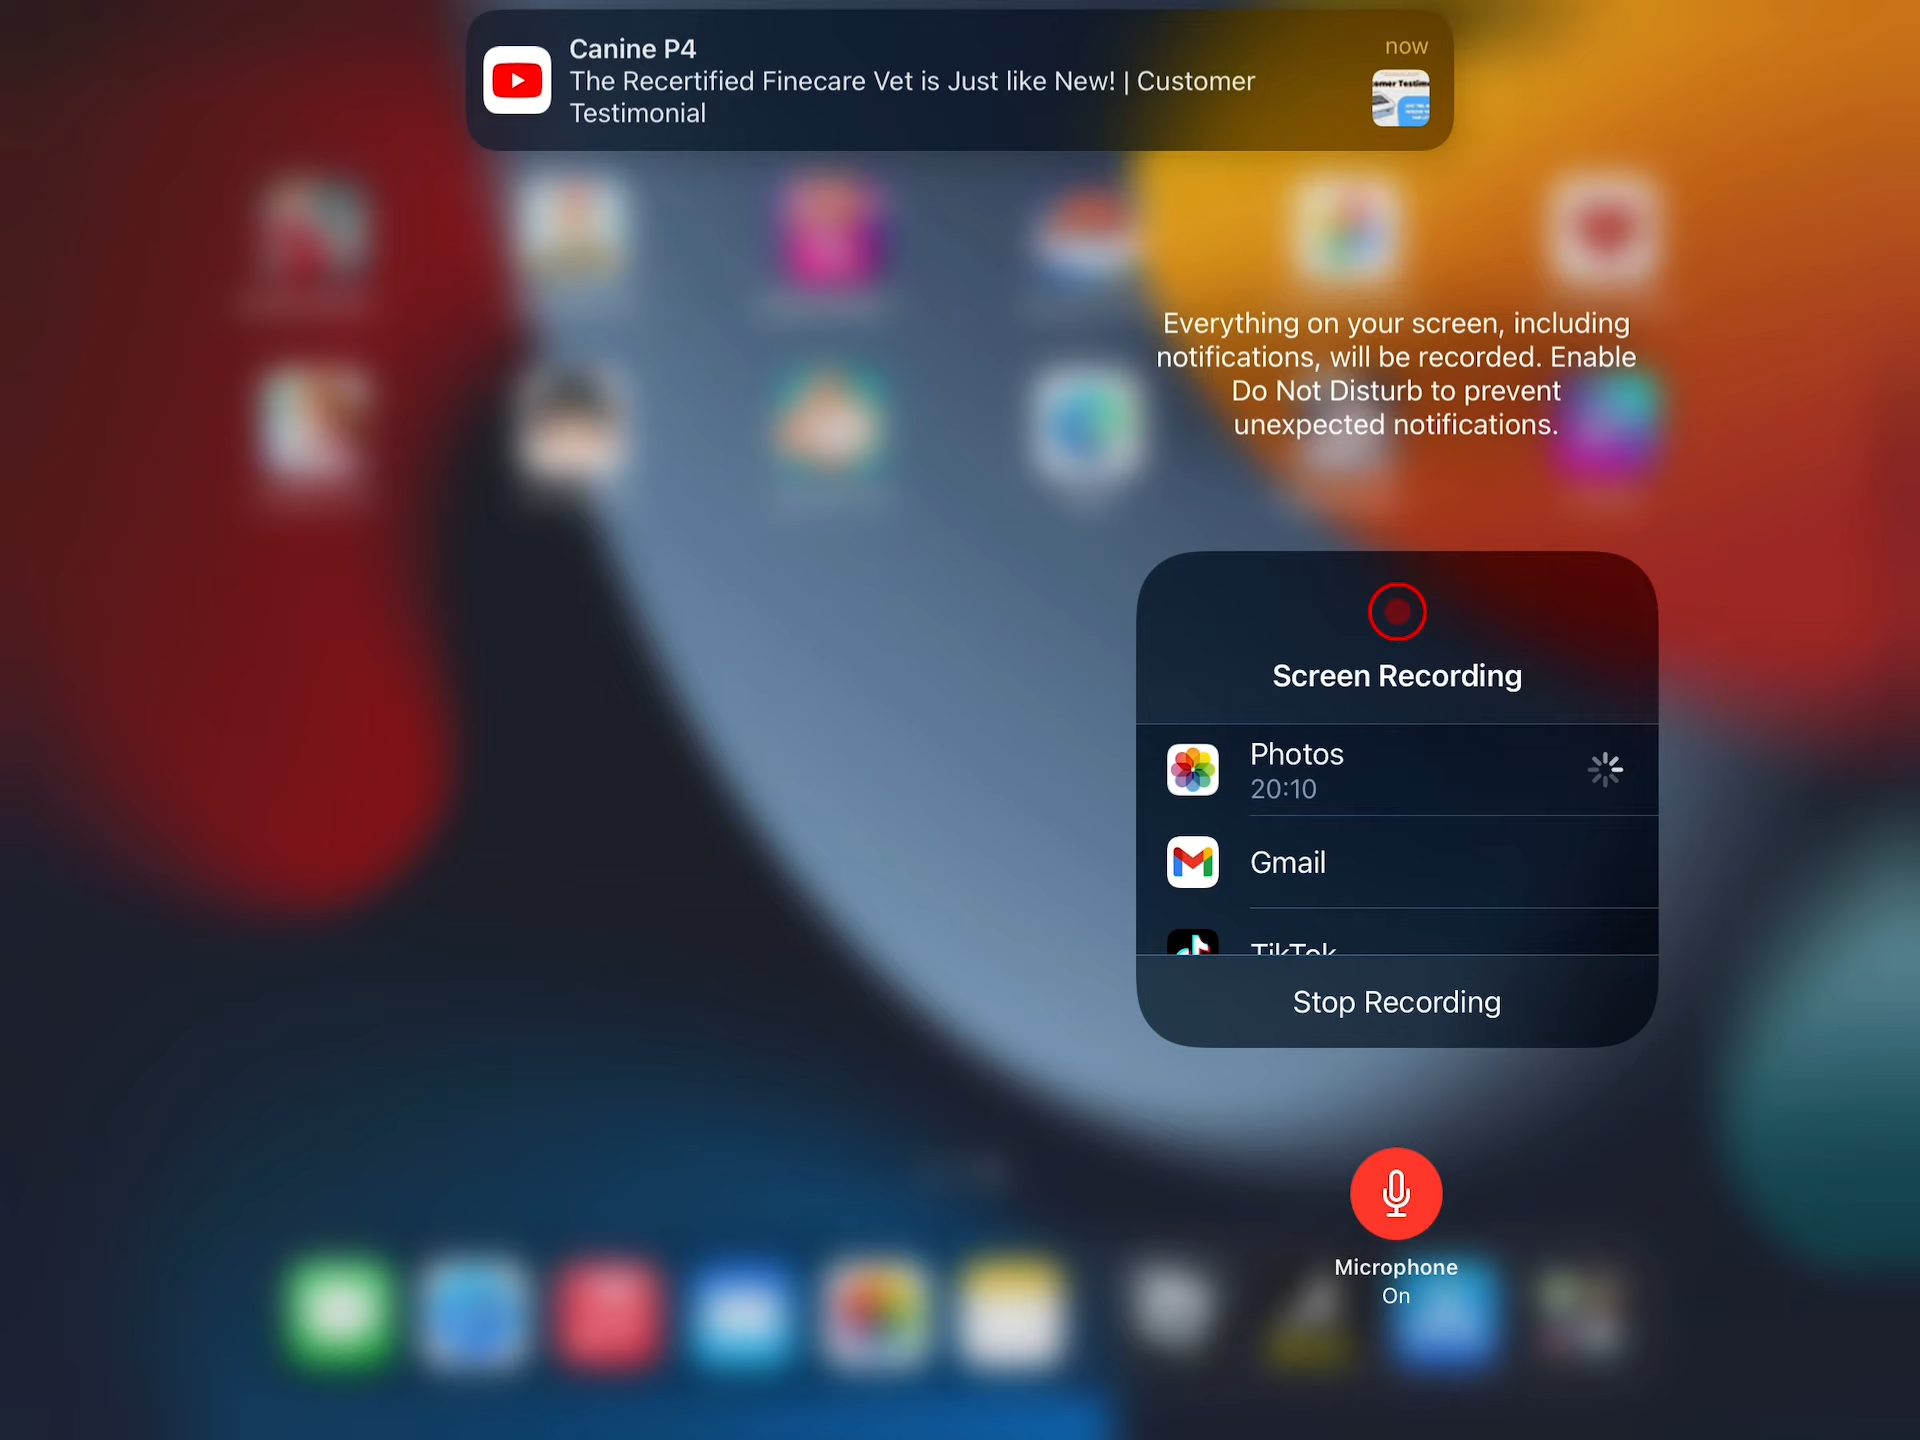 Canine P4
now
The Recertified Finecare Vet is Just like New! | Customer
Testimonial
Everything on your screen, including
notifications, will be recorded. Enable
Do Not Disturb to prevent
unexpected notifications.
Screen Recording
Photos
20:10
Gmail
TikTok
Stop Recording
Microphone
On